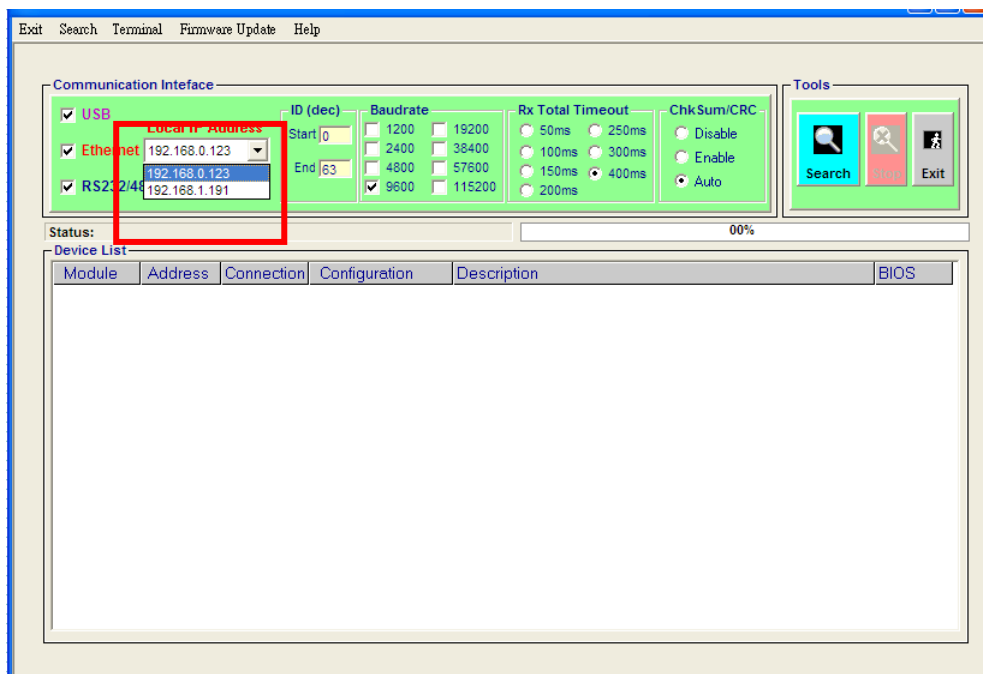 Exit Search Terminal Firmware Update Help
Communication Inteface
USB
Local IP Address
Ethernet 192.168.0.123
192.168.0.123
192.168.1.191
RS232/48
ID (dec)
Start 0
End 63
Baudrate
1200 19200
2400 38400
4800 57600
9600 115200
Rx Total Timeout
50ms 250ms
100ms 300ms
150ms 400ms
200ms
ChkSum/CRC
Disable
Enable
Auto
Tools
Search Stop Exit
Status: 00%
Device List
Module Address Connection Configuration Description BIOS